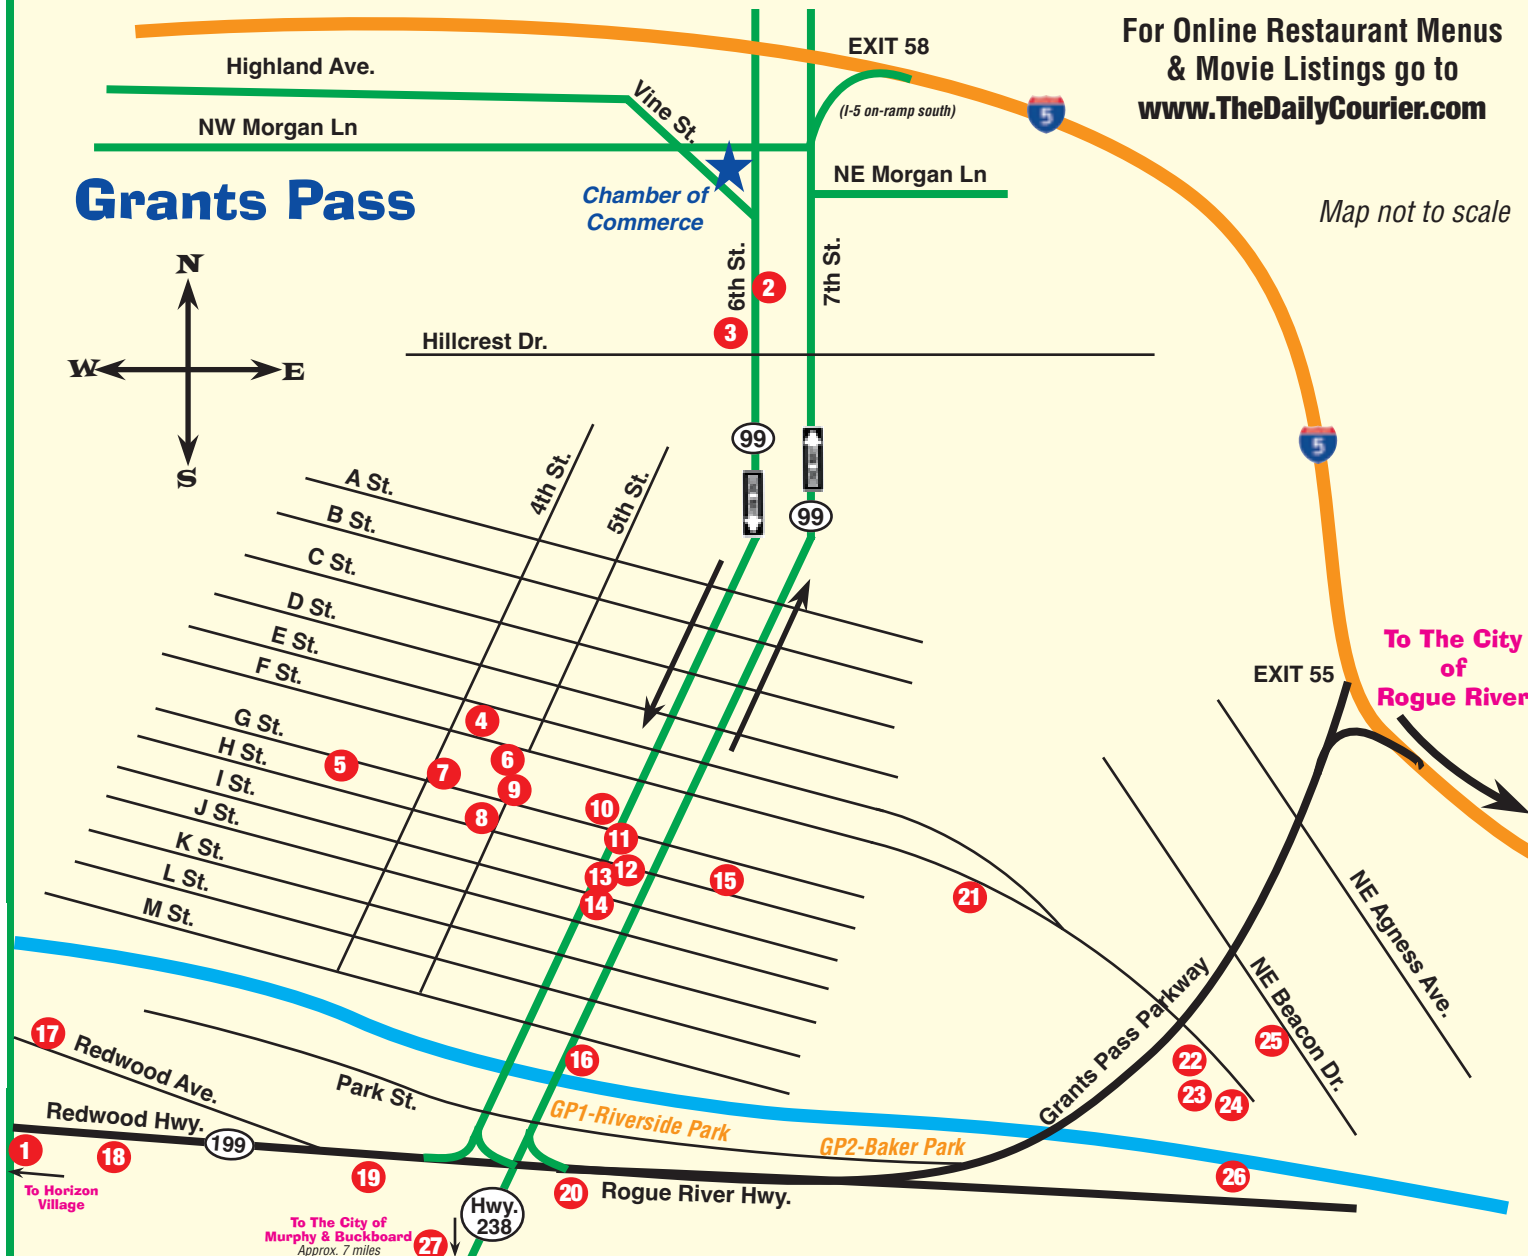 For Online Restaurant Menus
& Movie Listings go to
www.TheDailyCourier.com
EXIT 58
Highland Ave.
Vine St.
(I-5 on-ramp south)
5
NW Morgan Ln
NE Morgan Ln
Grants Pass
Chamber of
Commerce
Map not to scale
6th St.
7th St.
2
3
N
W
E
S
Hillcrest Dr.
99
99
5
4th St.
5th St.
A St.
B St.
C St.
D St.
E St.
F St.
G St.
H St.
I St.
J St.
K St.
L St.
M St.
To The City
of
Rogue River
EXIT 55
4
5
6
7
8
9
10
11
12
13
14
15
21
NE Agness Ave.
NE Beacon Dr.
Grants Pass Parkway
16
17
Redwood Ave.
Park St.
Redwood Hwy.
199
GP1-Riverside Park
GP2-Baker Park
22
23
24
25
26
1
18
19
20
Rogue River Hwy.
To Horizon
Village
Hwy.
238
To The City of
Murphy & Buckboard
Approx. 7 miles
27